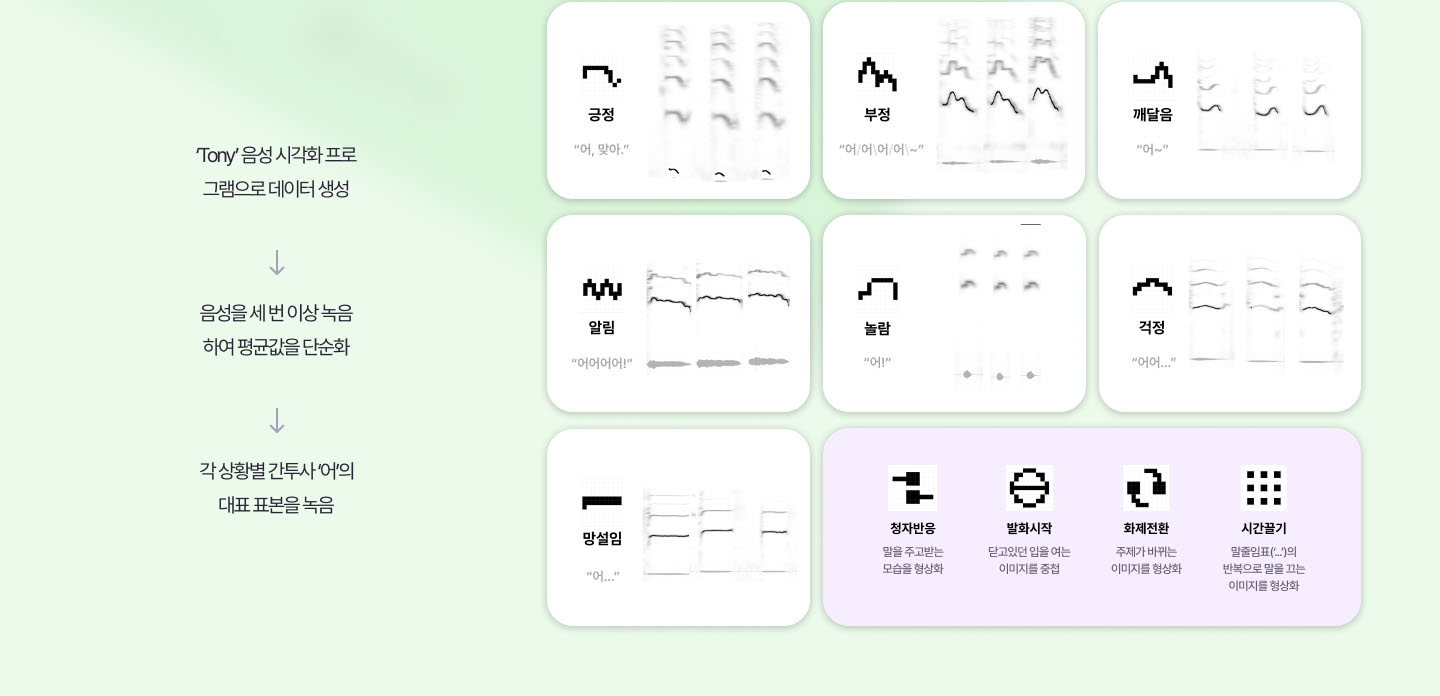 ‘Tony’ 음성 시각화 프로
그램으로 데이터 생성
↓
음성을 세 번 이상 녹음
하여 평균값을 단순화
↓
각 상황별 간투사 ‘어’의
대표 표본을 녹음
긍정
“어, 맞아.”
부정
“어/어\어/어\~”
깨달음
“어~”
알림
“어어어어!”
놀람
“어!”
걱정
“어어...”
망설임
“어...”
청자반응
말을 주고받는
모습을 형상화
발화시작
닫고있던 입을 여는
이미지를 중첩
화제전환
주제가 바뀌는
이미지를 형상화
시간끌기
말줄임표(‘...’)의
반복으로 말을 끄는
이미지를 형상화